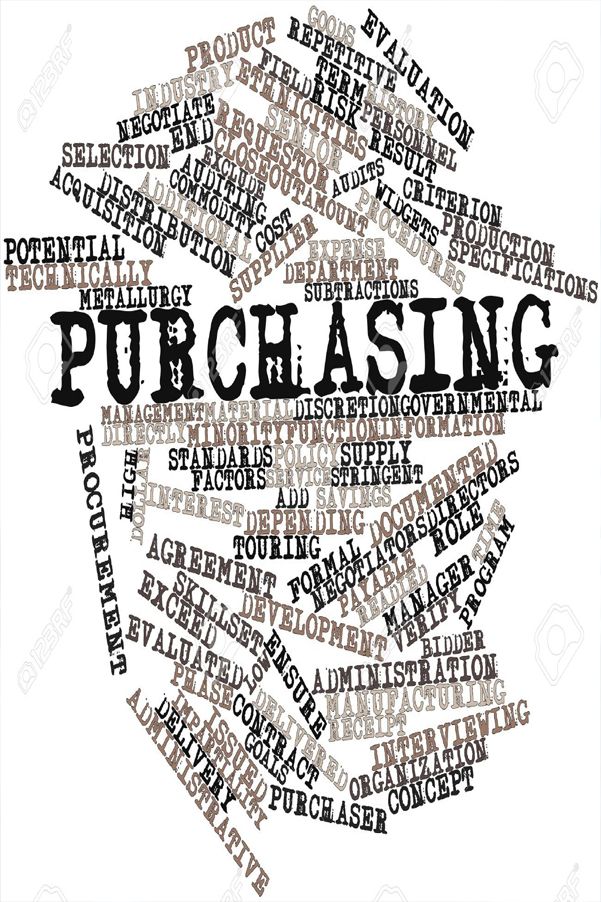 GOODS
EVALUATION
PRODUCT
REPETITIVE
TERM
HISTORY
INDUSTRY
FIELD
RISK
PERSONNEL
ETHNICITIES
NEGOTIATE
SENIOR
RESULT
END
REQUESTOR
SELECTION
EXCLUDE
CLOSEOUT
AMOUNT
AUDITS
ACQUISITION
DISTRIBUTION
ADDITIONAL
AUDITING
COMMODITY
WIDGETS
CRITERION
PROCEDURES
PRODUCTION
SPECIFICATIONS
COST
SUPPLIER
POTENTIAL
EXPENSE
TECHNICALLY
DEPARTMENT
METALLURGY
SUBTRACTIONS
PURCHASING
MANAGEMENT
MATERIAL
DISCRETION
GOVERNMENTAL
DIRECTLY
MINORITY
FUNCTION
INFORMATION
PROCUREMENT
HIGH
DOLLAR
STANDARDS
POLICY
SUPPLY
FACTORS
SERVICE
STRINGENT
INTEREST
ADD
SAVINGS
DEPENDING
DOCUMENTED
DIRECTORS
TOURING
FORMAL
NEGOTIATORS
ROLE
TIME
AGREEMENT
PAYABLE
READIED
MANAGER
PROGRAM
SKILLSET
EXCEED
DEVELOPMENT
VERIFY
EVALUATED
LOW
ENSURE
BIDDER
ADMINISTRATION
PHASE
MANUFACTURING
DELIVERED
RECEIPT
CONTRACT
ISSUED
INTERVIEWING
GOALS
DELIVERY
ORGANIZATION
ADMINISTRATIVE
PURCHASER
CONCEPT
123RF